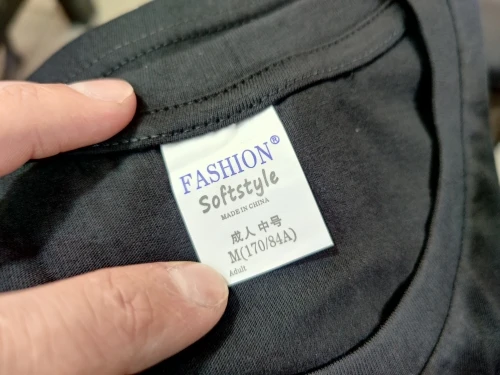 FASHION®
Softstyle
MADE IN CHINA
成人 中号
M(170/84A)
Adult